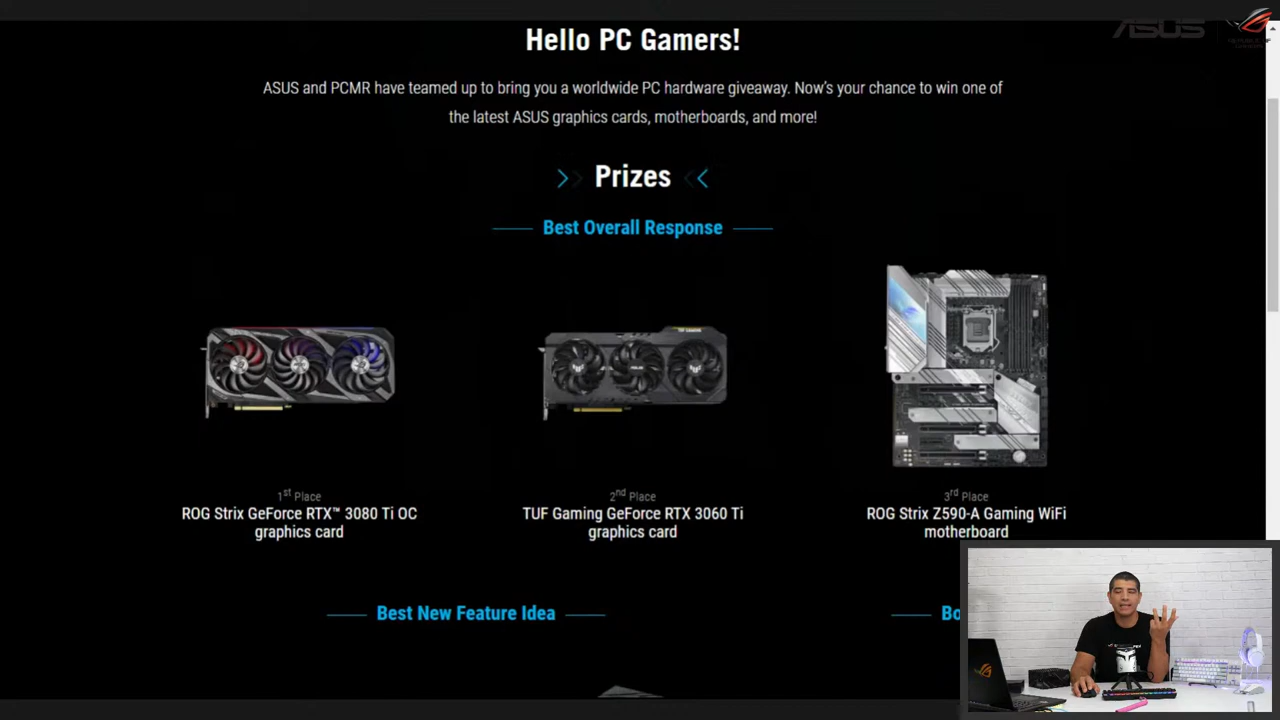 ASUS
Hello PC Gamers!
ASUS and PCMR have teamed up to bring you a worldwide PC hardware giveaway. Now's your chance to win one of
the latest ASUS graphics cards, motherboards, and more!
Prizes
Best Overall Response
1st Place
ROG Strix GeForce RTX™ 3080 Ti OC
graphics card
2nd Place
TUF Gaming GeForce RTX 3060 Ti
graphics card
3rd Place
ROG Strix Z590-A Gaming WiFi
motherboard
Best New Feature Idea
Bo